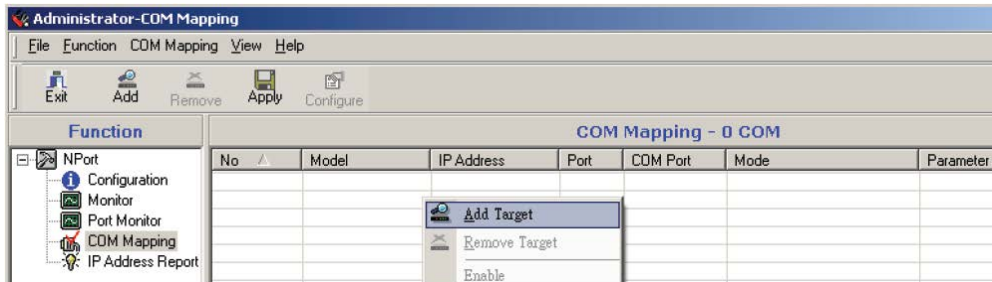 Administrator-COM Mapping
File Function COM Mapping View Help
Exit Add Remove Apply Configure
Function
COM Mapping - 0 COM
No Model IP Address Port COM Port Mode Parameter
NPort
Configuration
Monitor
Port Monitor
COM Mapping
IP Address Report
Add Target
Remove Target
Enable